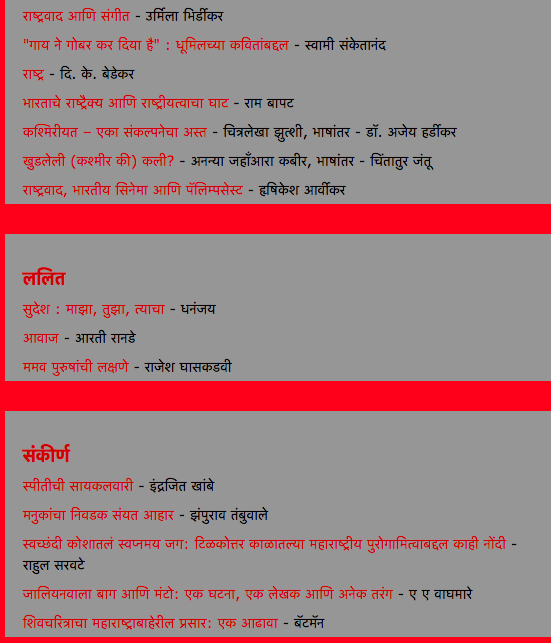 राष्ट्रवाद आणि संगीत - उर्मिला भिर्डीकर
"गाय ने गोबर कर दिया है" : धूमिलच्या कवितांबद्दल - स्वामी संकेतानंद
राष्ट्र - दि. के. बेडेकर
भारताचे राष्ट्रैक्य आणि राष्ट्रीयत्वाचा घाट - राम बापट
कश्मिरीयत – एका संकल्पनेचा अस्त - चित्रलेखा झुत्शी, भाषांतर - डॉ. अजेय हर्डीकर
खुडलेली (कश्मीर की) कली? - अनन्या जहाँआरा कबीर, भाषांतर - चिंतातुर जंतू
राष्ट्रवाद, भारतीय सिनेमा आणि पॅलिम्पसेस्ट - हृषिकेश आर्वीकर
ललित
सुदेश : माझा, तुझा, त्याचा - धनंजय
आवाज - आरती रानडे
ममव पुरुषांची लक्षणे - राजेश घासकडवी
संकीर्ण
स्पीतीची सायकलवारी - इंद्रजित खांबे
मनुकांचा निवडक संयत आहार - झंपुराव तंबुवाले
स्वच्छंदी कोशातलं स्वप्नमय जग: टिळकोत्तर काळातल्या महाराष्ट्रीय पुरोगामित्वाबद्दल काही नोंदी -
राहुल सरवटे
जालियनवाला बाग आणि मंटो: एक घटना, एक लेखक आणि अनेक तरंग - ए ए वाघमारे
शिवचरित्राचा महाराष्ट्राबाहेरील प्रसार: एक आढावा - बॅटमॅन